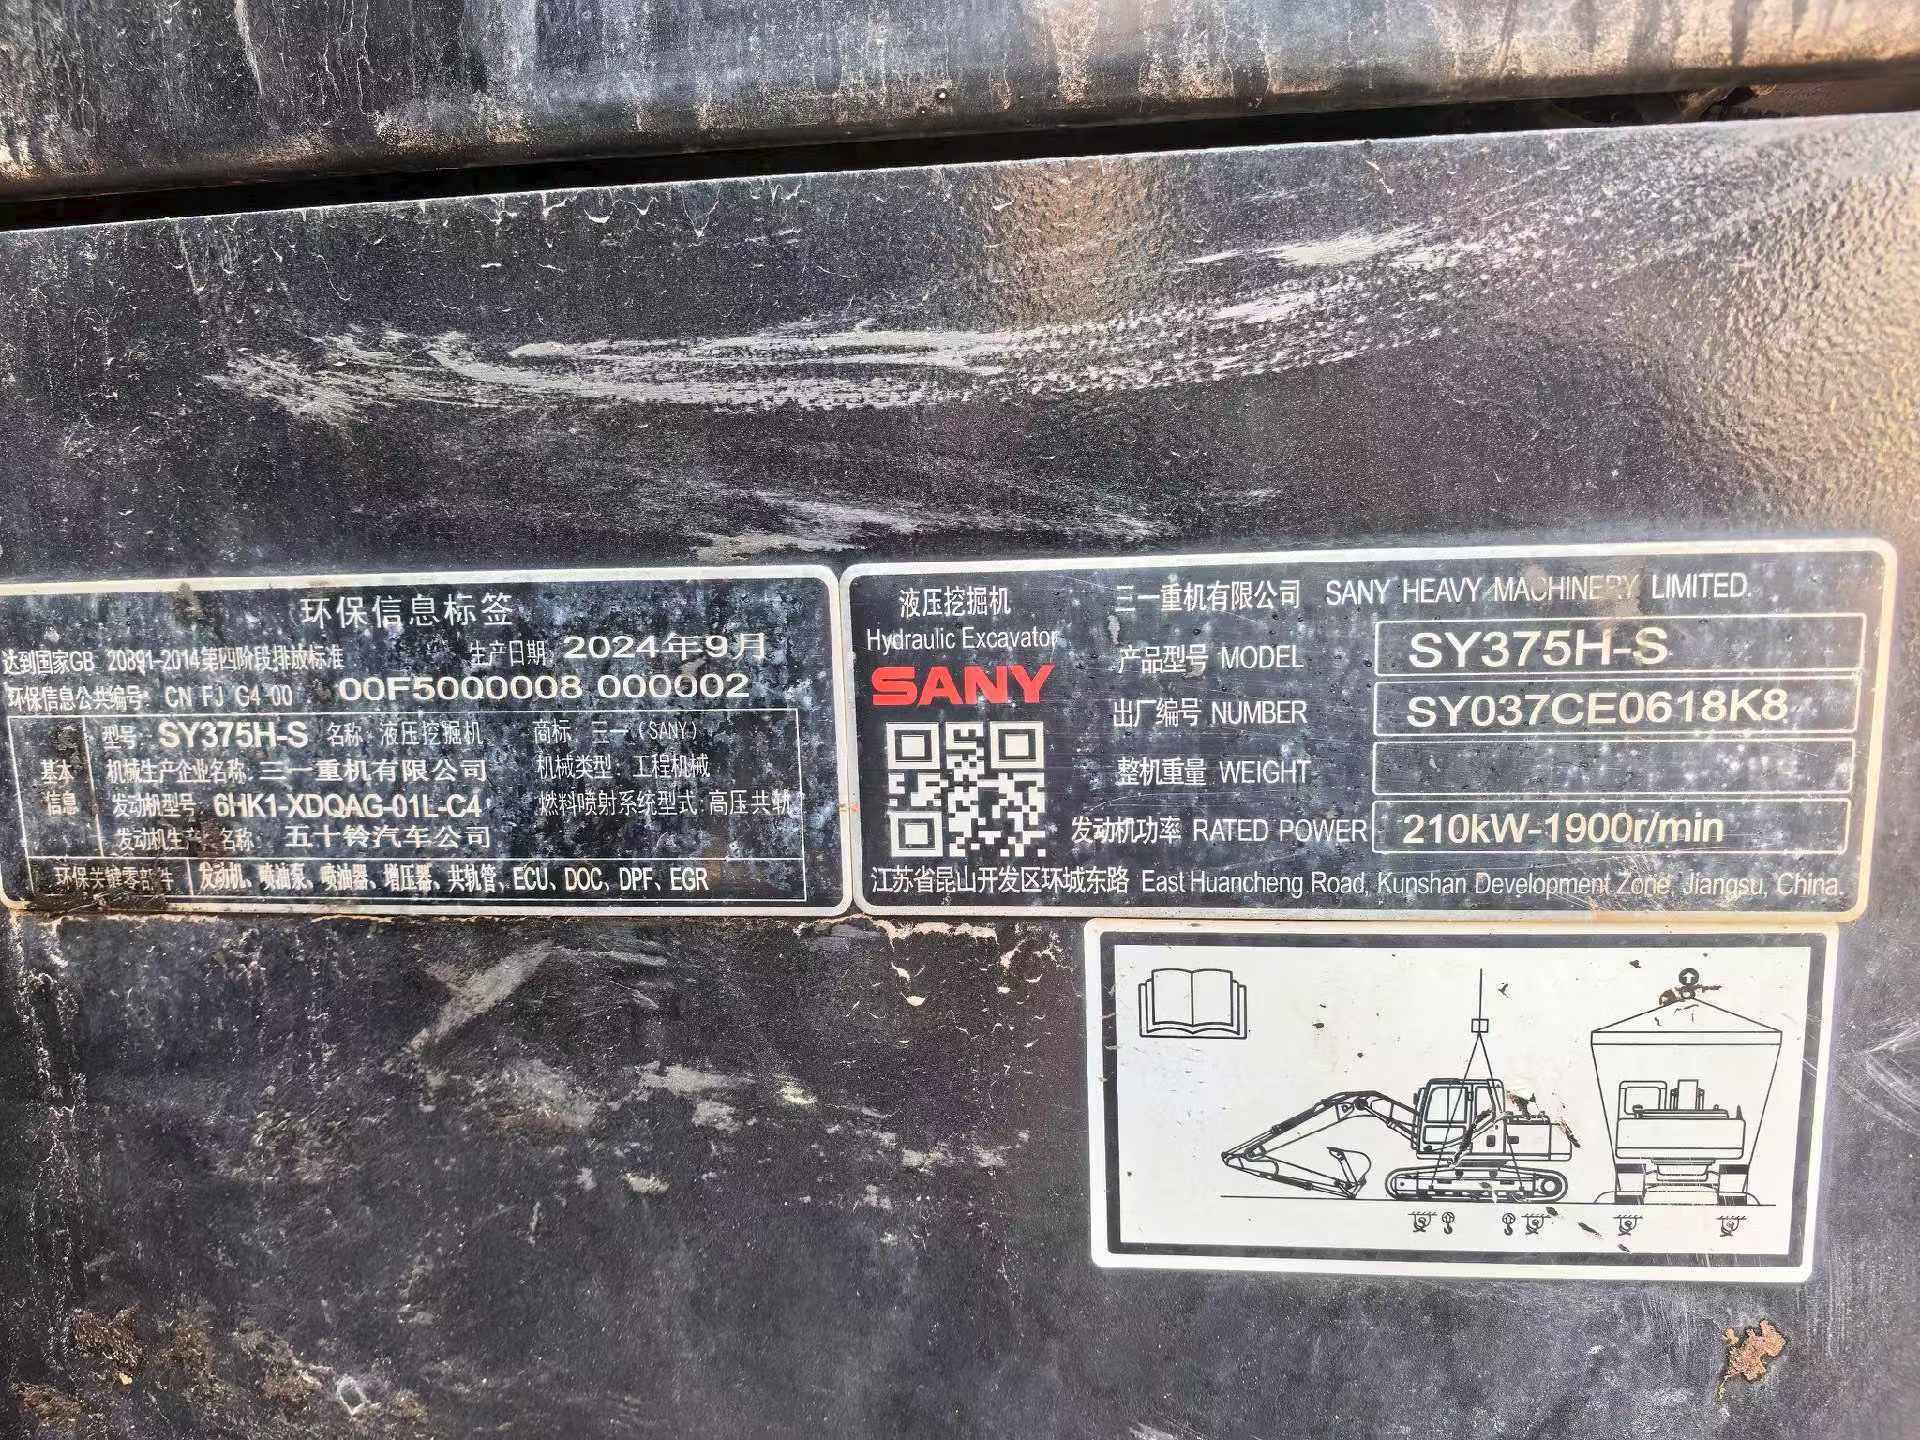 环保信息标签
达到国家GB 20891-2014第四阶段排放标准 生产日期: 2024年9月
环保信息公共编号: CN FJ G4 00 00F5000008 000002
基本信息
型号: SY375H-S 名称: 液压挖掘机 商标: 三一(SANY)
机械生产企业名称: 三一重机有限公司 机械类型: 工程机械
发动机型号 6HK1-XDQAG-01L-C4 燃料喷射系统型式: 高压共轨
发动机生产 名称: 五十铃汽车公司
环保关键零部件 发动机、喷油泵、喷油器、增压器、共轨管、ECU、DOC、DPF、EGR
液压挖掘机
Hydraulic Excavator
SANY
三一重机有限公司 SANY HEAVY MACHINERY LIMITED.
产品型号 MODEL SY375H-S
出厂编号 NUMBER SY037CE0618K8
整机重量 WEIGHT
发动机功率 RATED POWER 210kW-1900r/min
江苏省昆山开发区环城东路 East Huancheng Road, Kunshan Development Zone, Jiangsu, China.